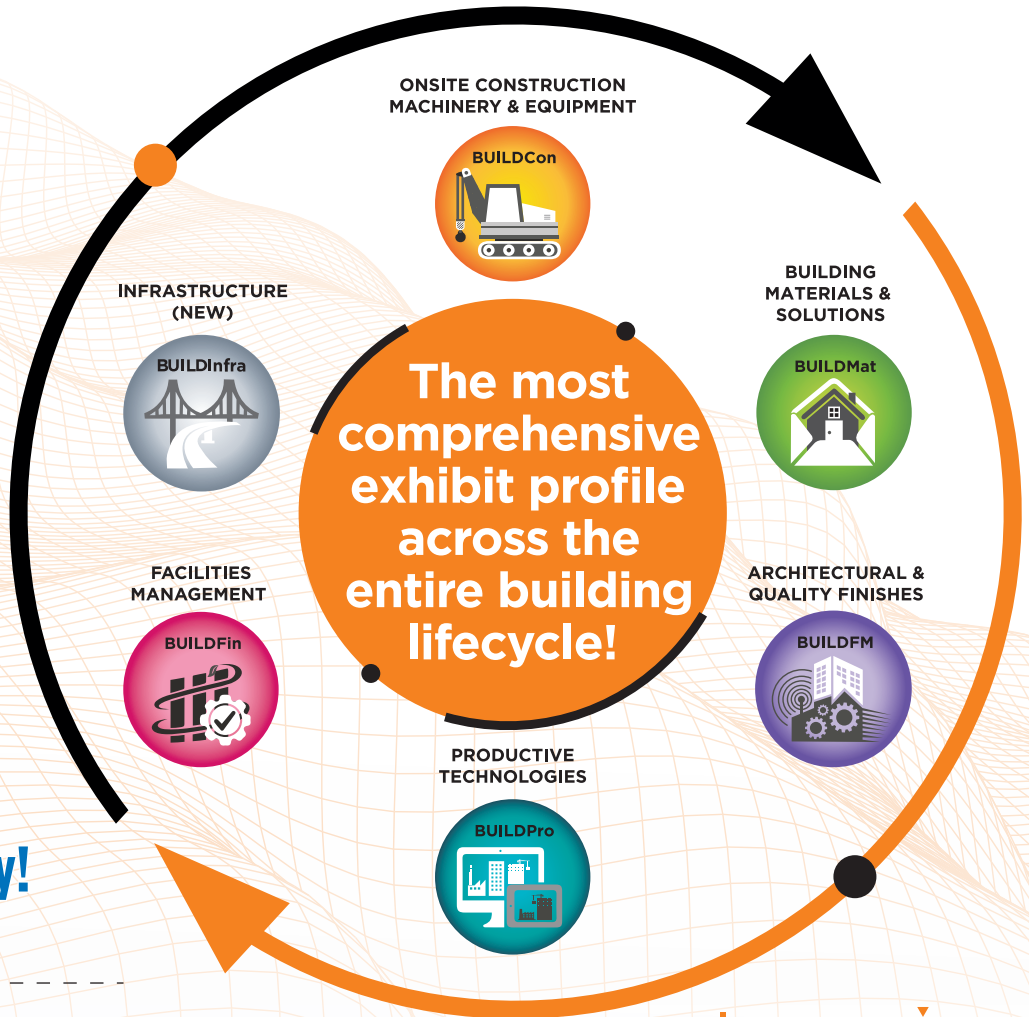 ONSITE CONSTRUCTION
MACHINERY & EQUIPMENT
BUILDCon
BUILDING
MATERIALS &
SOLUTIONS
BUILDMat
INFRASTRUCTURE
(NEW)
BUILDInfra
The most
comprehensive
exhibit profile
across the
entire building
lifecycle!
FACILITIES
MANAGEMENT
BUILDFin
ARCHITECTURAL &
QUALITY FINISHES
BUILDFM
PRODUCTIVE
TECHNOLOGIES
BUILDPro
y!